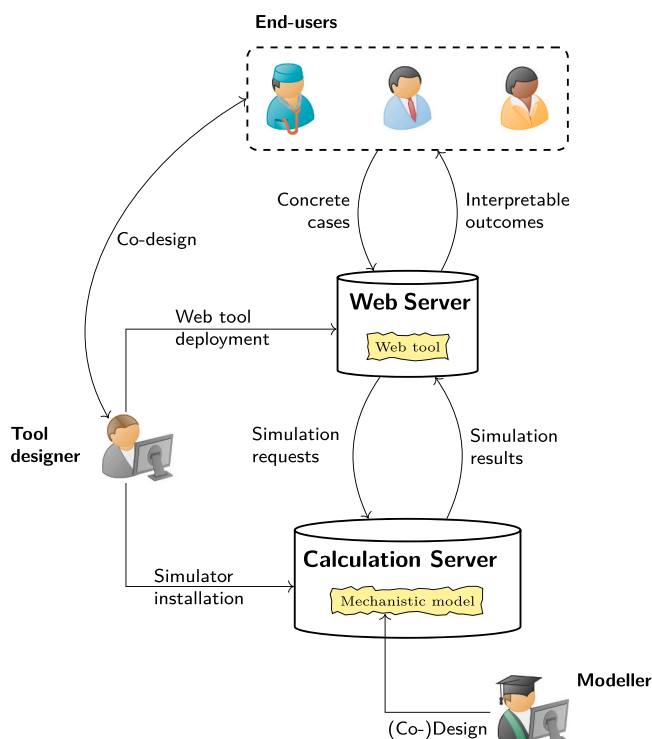 End-users
Concrete
cases
Interpretable
outcomes
Co-design
Web Server
Web tool
Web tool
deployment
Tool
designer
Simulation
requests
Simulation
results
Calculation Server
Mechanistic model
Simulator
installation
Modeller
(Co-)Design